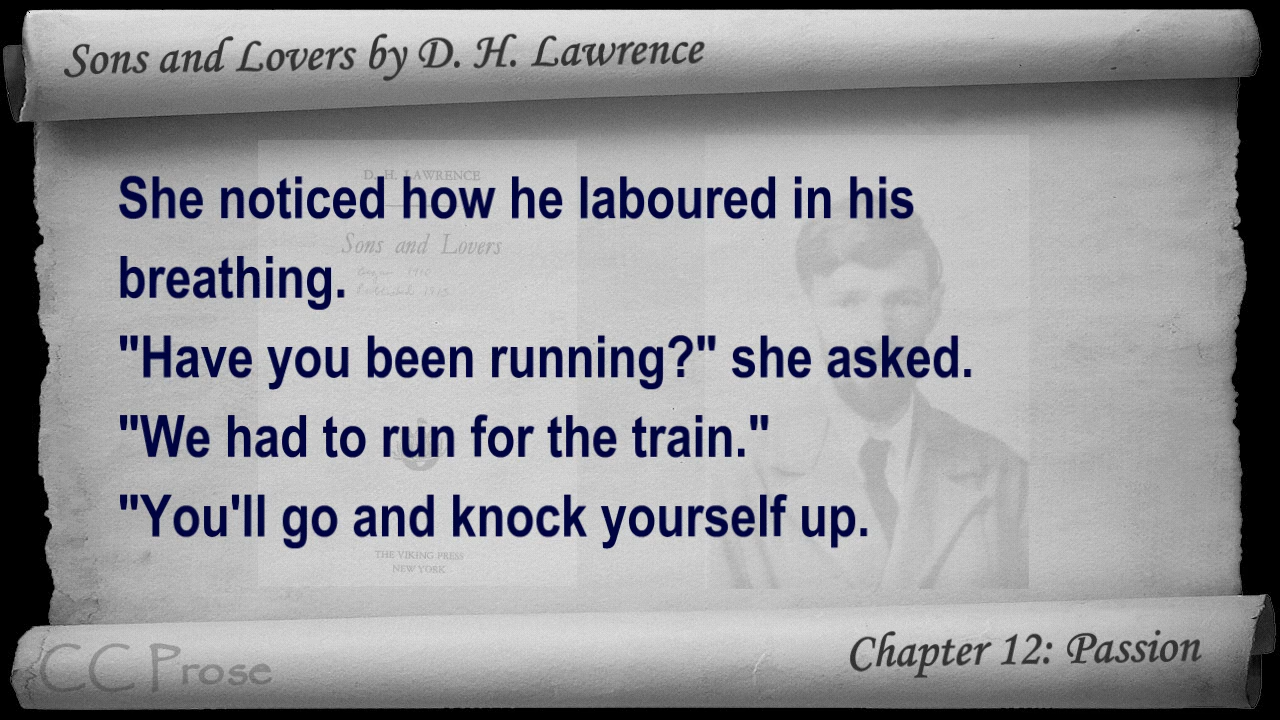 Sons and Lovers by D. H. Lawrence
D. H. LAWRENCE
She noticed how he laboured in his
Sons and Lovers
breathing.
"Have you been running?" she asked.
"We had to run for the train."
"You'll go and knock yourself up.
THE VIKING PRESS
NEW YORK
Chapter 12: Passion
CC Prose